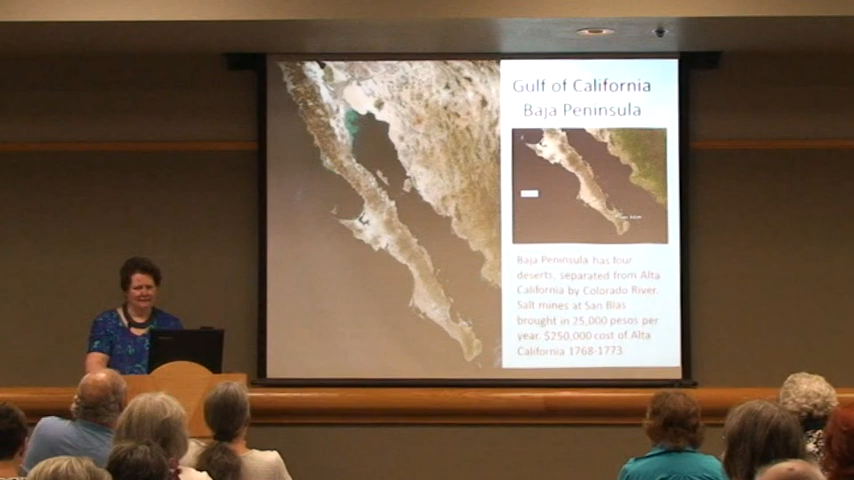 Gulf of California
Baja Peninsula
Baja Peninsula has four
deserts, separated from Alta
California by Colorado River.
Salt mines at San Blas
brought in 25,000 pesos per
year. $250,000 cost of Alta
California 1768-1773